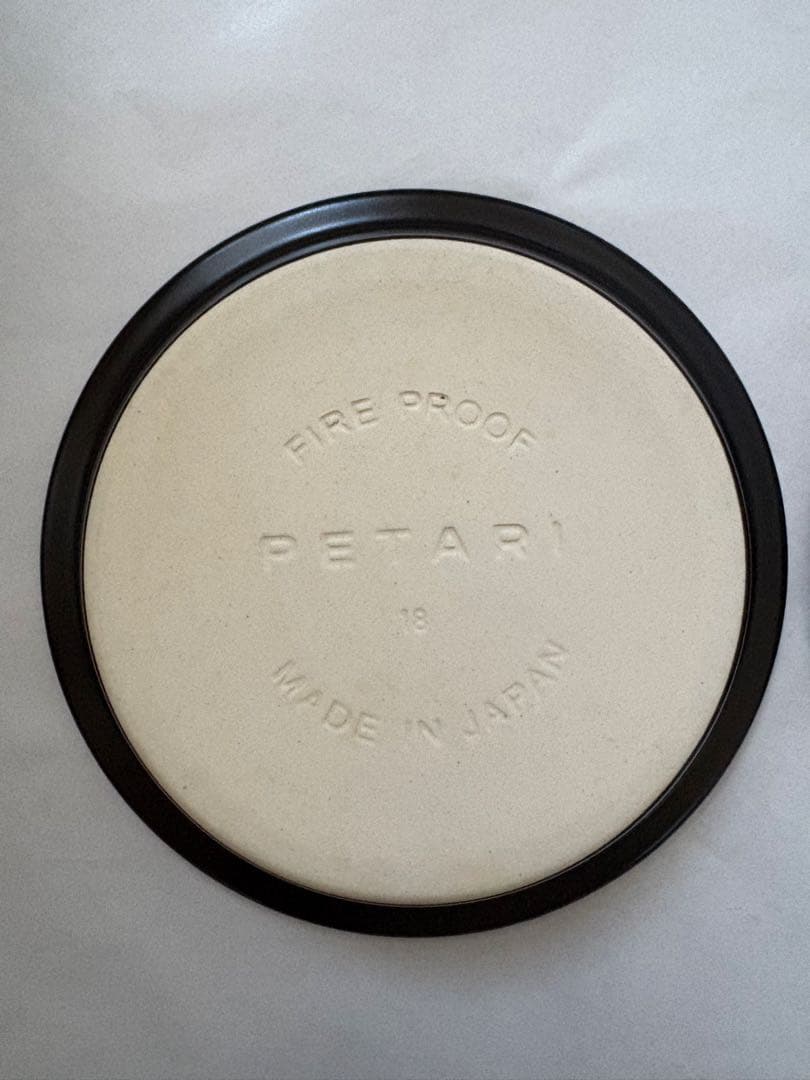 FIRE PROOF
PETARI
18
MADE IN JAPAN